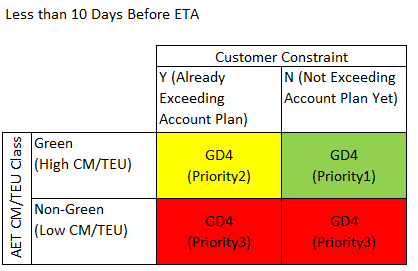 Less than 10 Days Before ETA
Customer Constraint
Y (Already
Exceeding
Account Plan)
N (Not Exceeding
Account Plan Yet)
AET CM/TEU Class
Green
(High CM/TEU)
GD4
(Priority2)
GD4
(Priority1)
Non-Green
(Low CM/TEU)
GD4
(Priority3)
GD4
(Priority3)